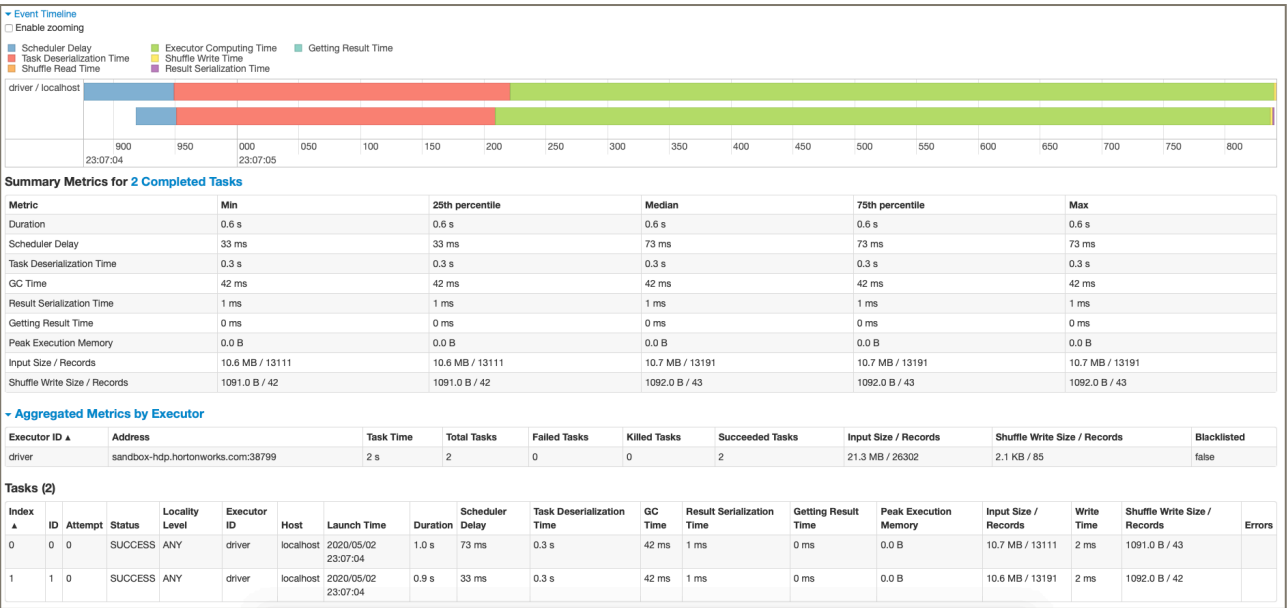 Event Timeline
Enable zooming
Scheduler Delay Executor Computing Time Getting Result Time
Task Deserialization Time Shuffle Write Time
Shuffle Read Time Result Serialization Time
driver / localhost
900 950 000 050 100 150 200 250 300 350 400 450 500 550 600 650 700 750 800
23:07:04 23:07:05
Summary Metrics for 2 Completed Tasks
Metric Min 25th percentile Median 75th percentile Max
Duration 0.6 s 0.6 s 0.6 s 0.6 s 0.6 s
Scheduler Delay 33 ms 33 ms 73 ms 73 ms 73 ms
Task Deserialization Time 0.3 s 0.3 s 0.3 s 0.3 s 0.3 s
GC Time 42 ms 42 ms 42 ms 42 ms 42 ms
Result Serialization Time 1 ms 1 ms 1 ms 1 ms 1 ms
Getting Result Time 0 ms 0 ms 0 ms 0 ms 0 ms
Peak Execution Memory 0.0 B 0.0 B 0.0 B 0.0 B 0.0 B
Input Size / Records 10.6 MB / 13111 10.6 MB / 13111 10.7 MB / 13191 10.7 MB / 13191 10.7 MB / 13191
Shuffle Write Size / Records 1091.0 B / 42 1091.0 B / 42 1092.0 B / 43 1092.0 B / 43 1092.0 B / 43
Aggregated Metrics by Executor
Executor ID ▴ Address Task Time Total Tasks Failed Tasks Killed Tasks Succeeded Tasks Input Size / Records Shuffle Write Size / Records Blacklisted
driver sandbox-hdp.hortonworks.com:38799 2 s 2 0 0 2 21.3 MB / 26302 2.1 KB / 85 false
Tasks (2)
Index Locality Executor Scheduler Task Deserialization GC Result Serialization Getting Result Peak Execution Input Size / Write Shuffle Write Size /
▴ ID Attempt Status Level ID Host Launch Time Duration Delay Time Time Time Time Memory Records Time Records Errors
0 0 0 SUCCESS ANY driver localhost 2020/05/02 1.0 s 73 ms 0.3 s 42 ms 1 ms 0 ms 0.0 B 10.7 MB / 13111 2 ms 1091.0 B / 43
23:07:04
1 1 0 SUCCESS ANY driver localhost 2020/05/02 0.9 s 33 ms 0.3 s 42 ms 1 ms 0 ms 0.0 B 10.6 MB / 13191 2 ms 1092.0 B / 42
23:07:04